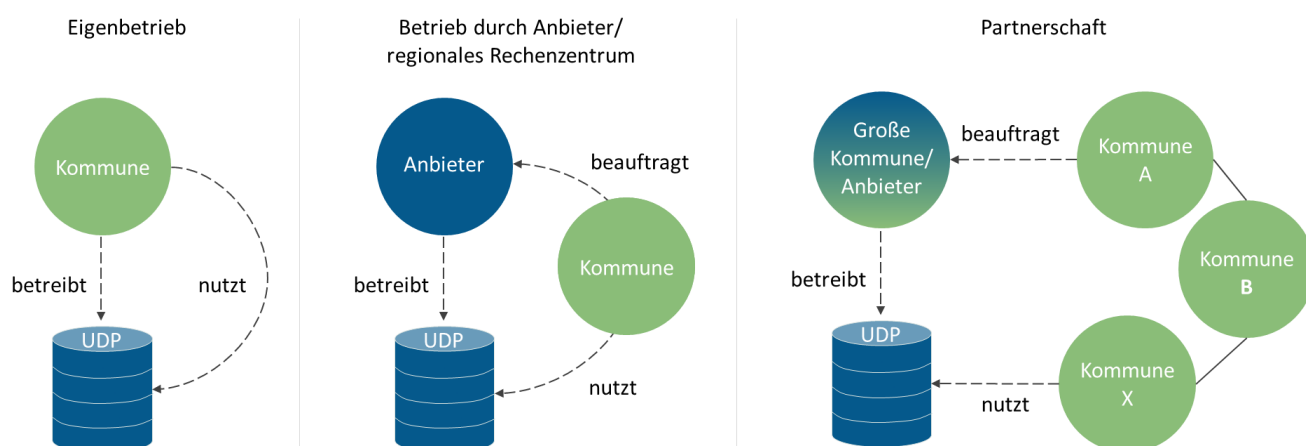 Eigenbetrieb
Kommune
betreibt
nutzt
UDP
Betrieb durch Anbieter/
regionales Rechenzentrum
Anbieter
beauftragt
Kommune
betreibt
UDP
nutzt
Partnerschaft
Große
Kommune/
Anbieter
beauftragt
Kommune
A
Kommune
B
betreibt
UDP
nutzt
Kommune
X